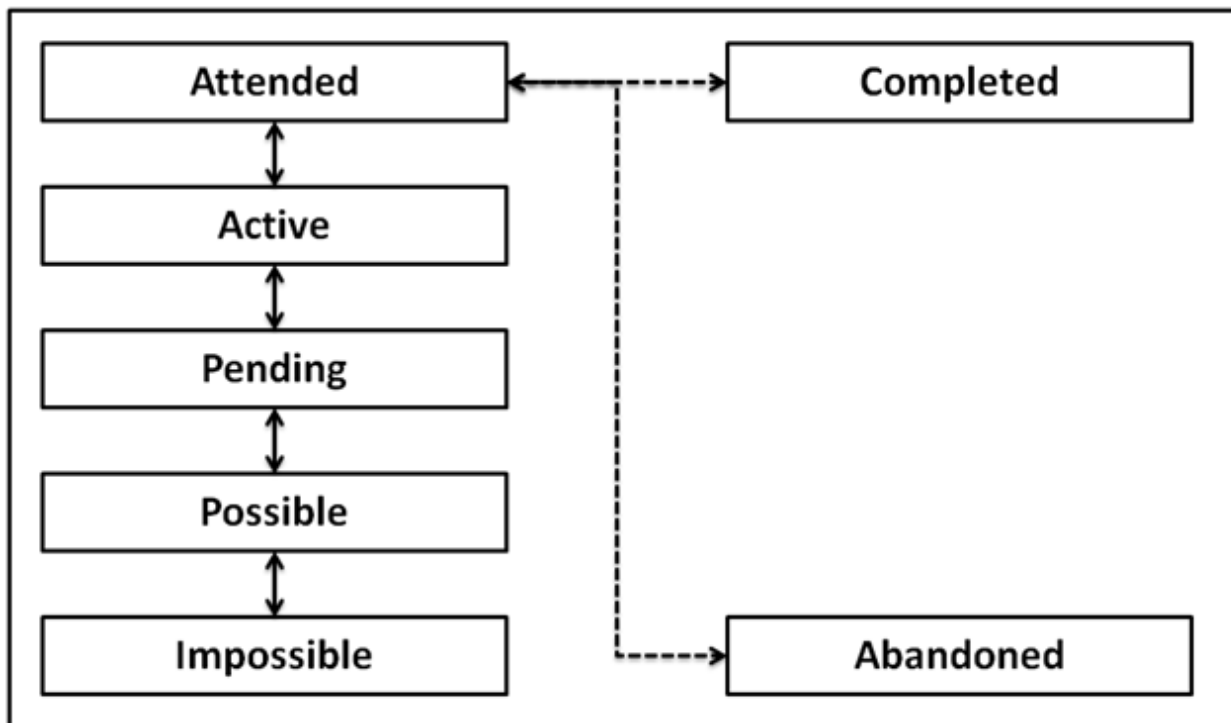 Attended
Completed
Active
Pending
Possible
Impossible
Abandoned